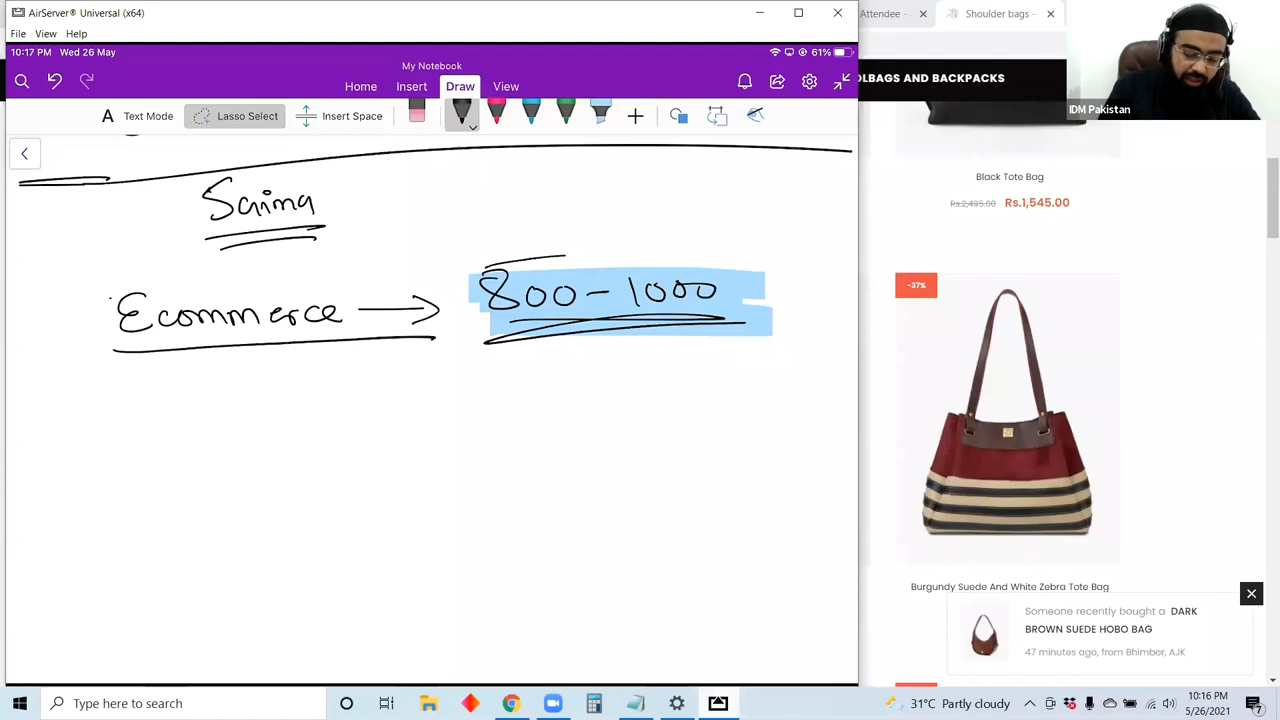 AirServer® Universal (x64)
File View Help
10:17 PM Wed 26 May
61%
My Notebook
Home Insert Draw View
Text Mode Lasso Select Insert Space
Saima
Ecommerce → 800 - 1000
Attendee - Shoulder bags -
OLBAGS AND BACKPACKS
IDM Pakistan
Black Tote Bag
Rs.2,495.00 Rs.1,545.00
-37%
Burgundy Suede And White Zebra Tote Bag
Someone recently bought a DARK
BROWN SUEDE HOBO BAG
47 minutes ago, from Bhimber, AJK
Type here to search
31°C Partly cloudy
10:16 PM
5/26/2021
7